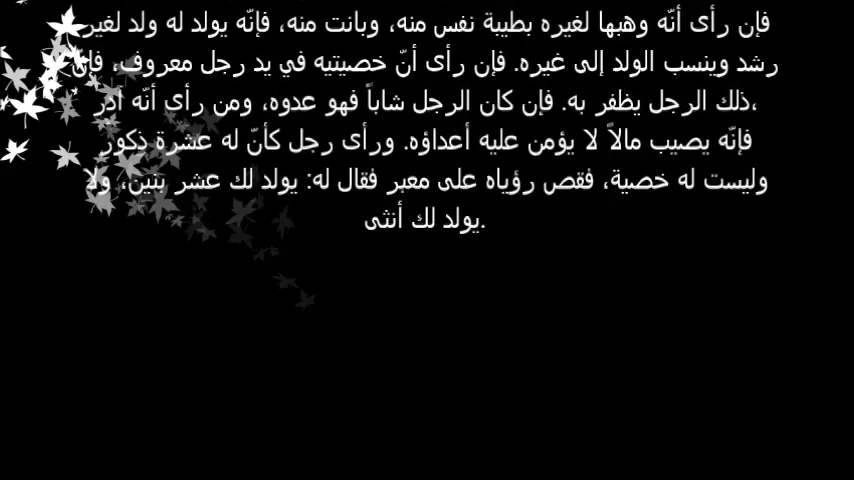 فإن رأى أنّه وهبها لغيره بطيبة نفس منه، وبانت منه، فإنّه يولد له ولد لغير
رشد وينسب الولد إلى غيره. فإن رأى أنّ خصيتيه في يد رجل معروف، فإن
ذلك الرجل يظفر به. فإن كان الرجل شاباً فهو عدوه، ومن رأى أنّه أدر،
فإنّه يصيب مالاً لا يؤمن عليه أعداؤه. ورأى رجل كأنّ له عشرة ذكور
وليست له خصية، فقص رؤياه على معبر فقال له: يولد لك عشر بنين، ولا
يولد لك أنثى.